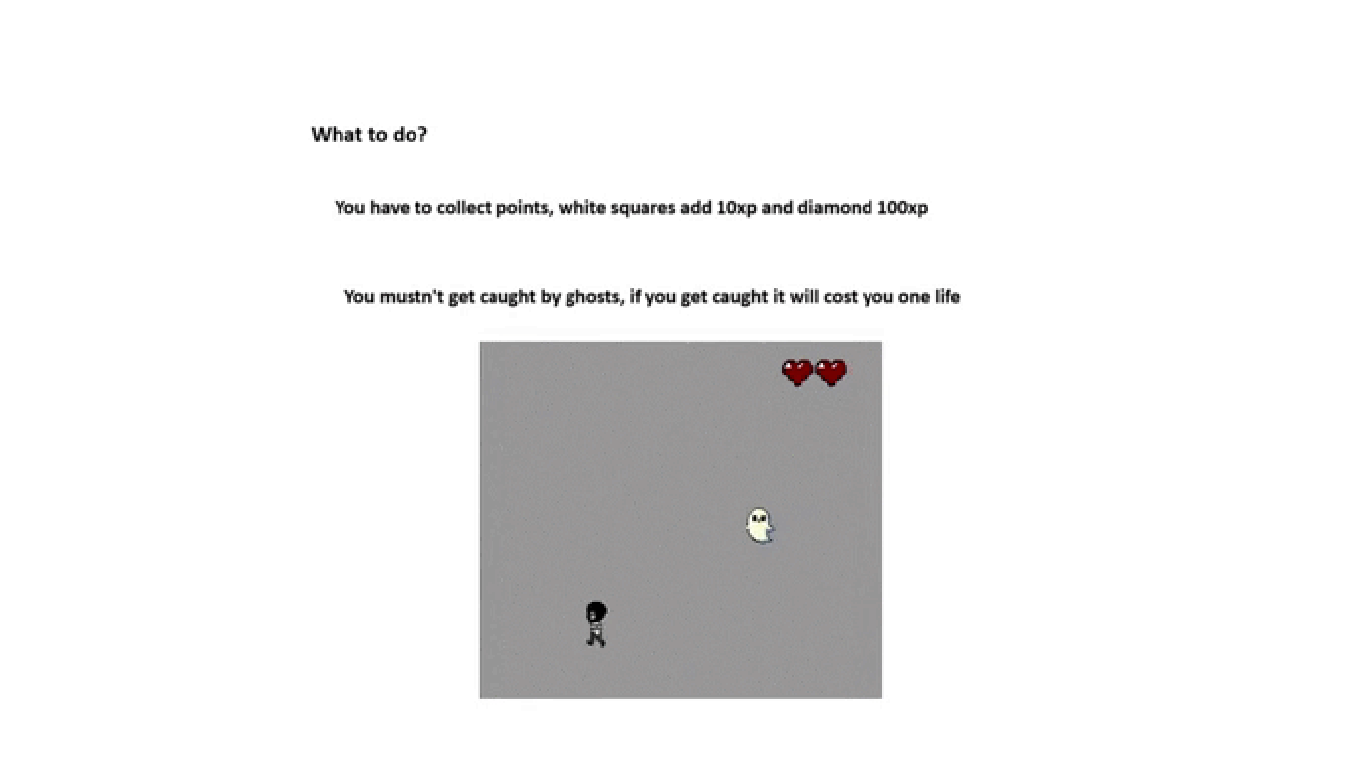 What to do?
You have to collect points, white squares add 10xp and diamond 100xp
You mustn't get caught by ghosts, if you get caught it will cost you one life